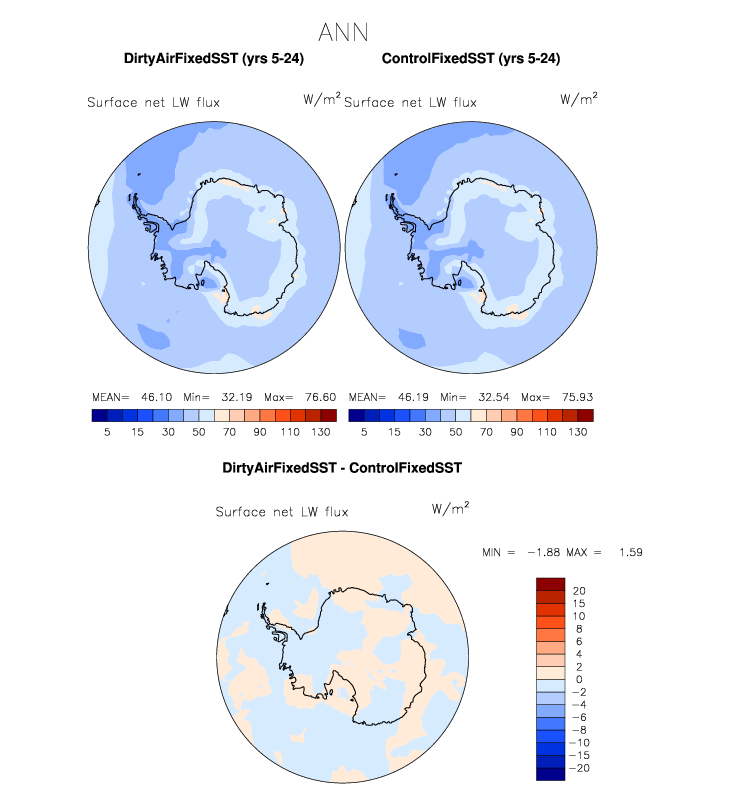 ANN
DirtyAirFixedSST (yrs 5-24) ControlFixedSST (yrs 5-24)
Surface net LW flux W/m² Surface net LW flux W/m²
MEAN= 46.10 Min= 32.19 Max= 76.60 MEAN= 46.19 Min= 32.54 Max= 75.93
5 15 30 50 70 90 110 130 5 15 30 50 70 90 110 130
DirtyAirFixedSST - ControlFixedSST
Surface net LW flux W/m²
MIN = −1.88 MAX = 1.59
20
15
10
8
6
4
2
0
−2
−4
−6
−8
−10
−15
−20